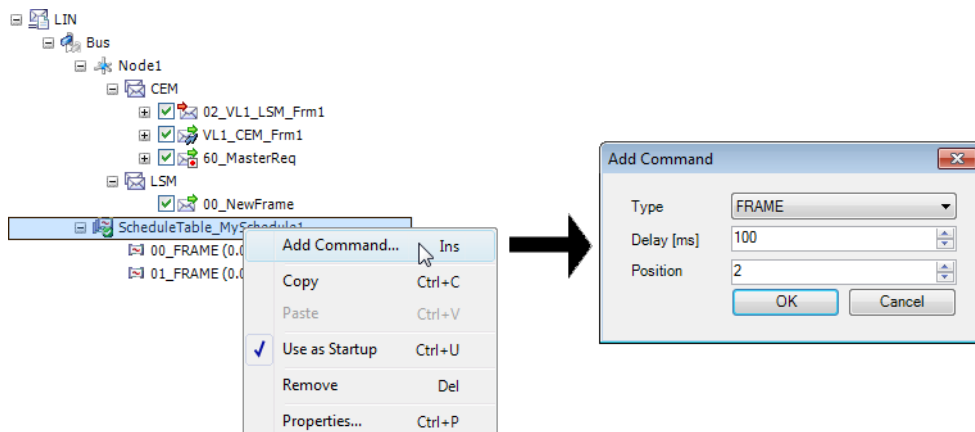 LIN
Bus
Node1
CEM
02_VL1_LSM_Frm1
VL1_CEM_Frm1
60_MasterReq
LSM
00_NewFrame
ScheduleTable_MySchedule1
00_FRAME (0.0
01_FRAME (0.0
Add Command... Ins
Copy Ctrl+C
Paste Ctrl+V
Use as Startup Ctrl+U
Remove Del
Properties... Ctrl+P
Add Command
Type FRAME
Delay [ms] 100
Position 2
OK Cancel